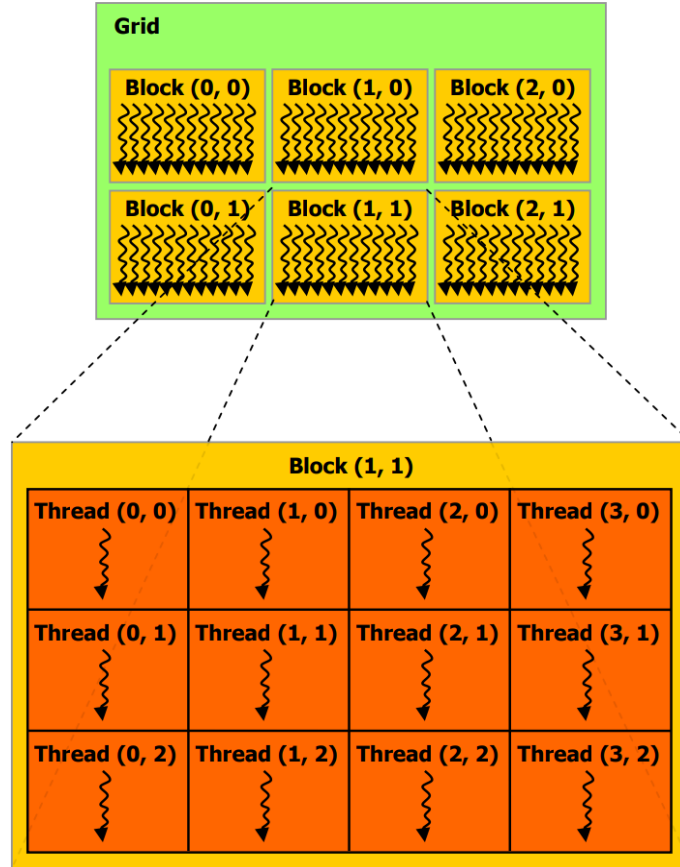 Grid
Block (0, 0) Block (1, 0) Block (2, 0)
Block (0, 1) Block (1, 1) Block (2, 1)
Block (1, 1)
Thread (0, 0) Thread (1, 0) Thread (2, 0) Thread (3, 0)
Thread (0, 1) Thread (1, 1) Thread (2, 1) Thread (3, 1)
Thread (0, 2) Thread (1, 2) Thread (2, 2) Thread (3, 2)